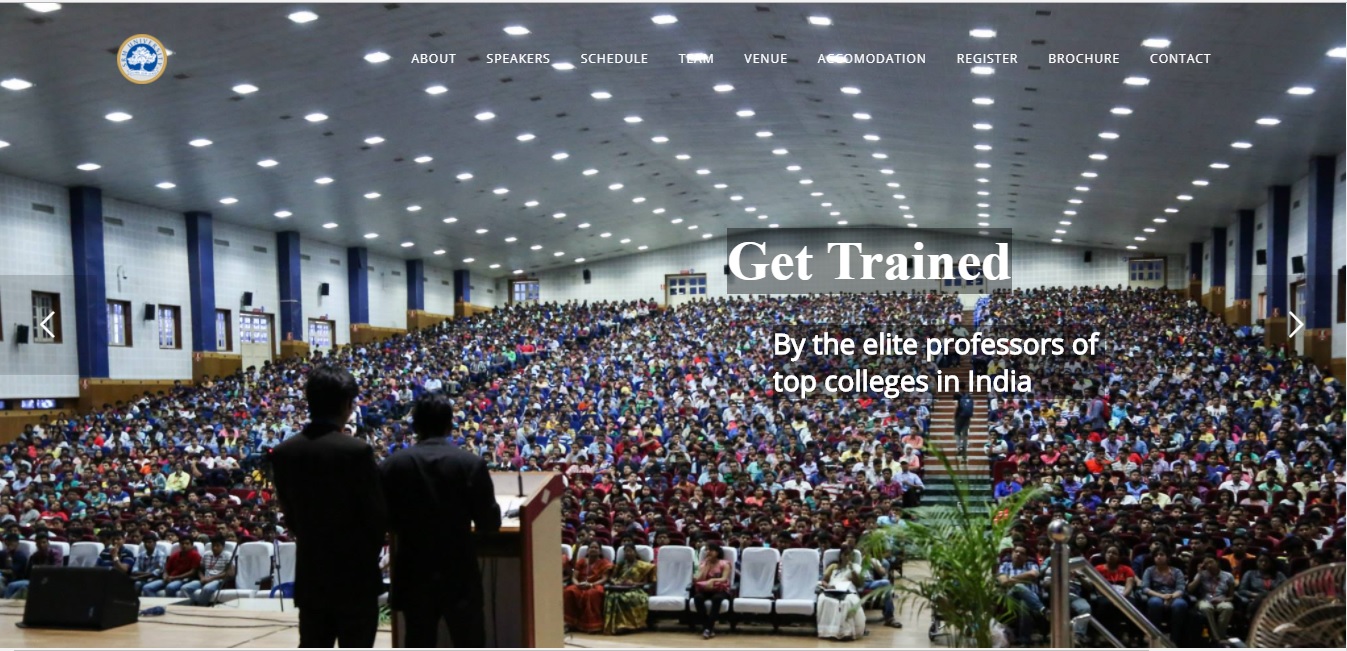 ABOUT SPEAKERS SCHEDULE TEAM VENUE ACCOMODATION REGISTER BROCHURE CONTACT
Get Trained
By the elite professors of
top colleges in India